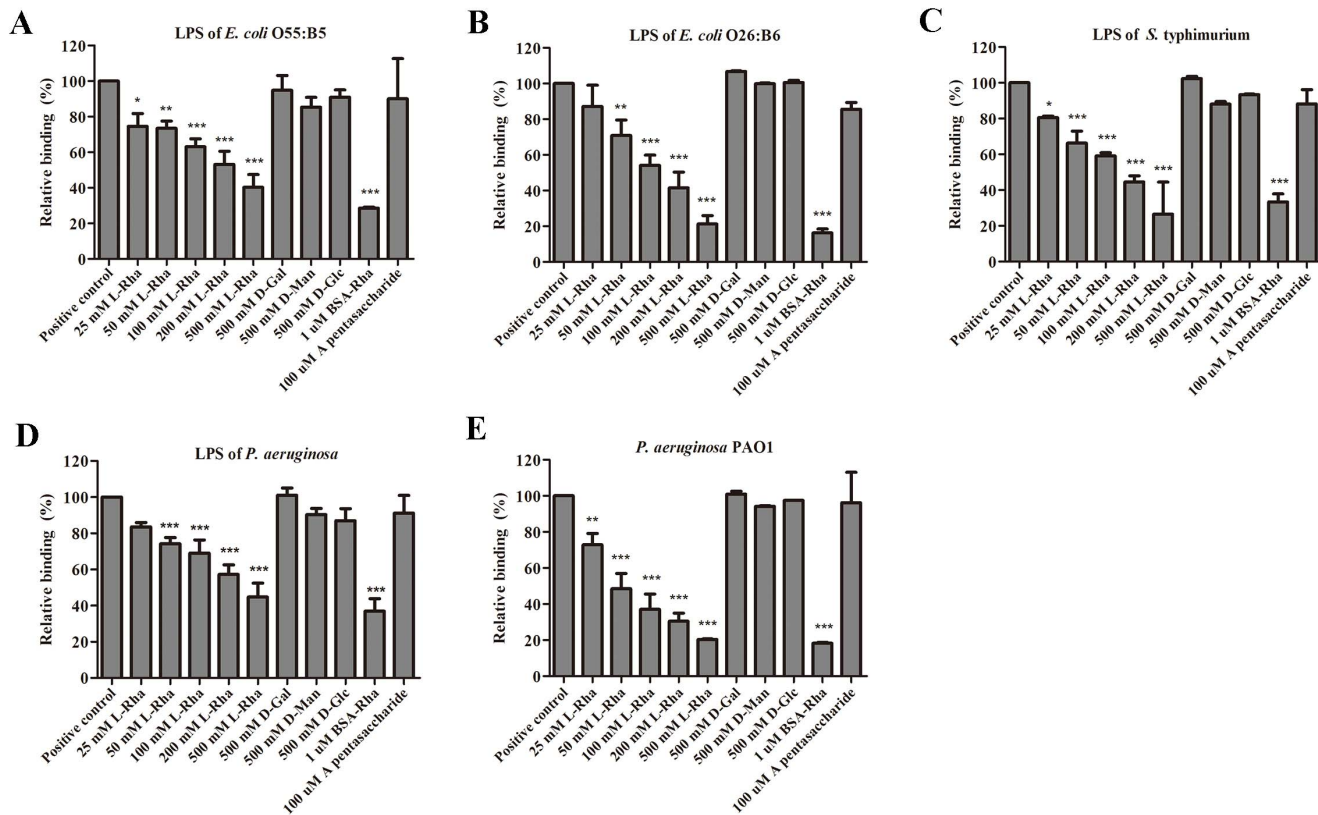 A
LPS of E. coli O55:B5
Relative binding (%)
120
100
80
60
40
20
0
*
**
***
***
***
***
Positive control
25 mM L-Rha
50 mM L-Rha
100 mM L-Rha
200 mM L-Rha
500 mM L-Rha
500 mM D-Gal
500 mM D-Man
500 mM D-Glc
1 uM BSA-Rha
100 uM A pentasaccharide
B
LPS of E. coli O26:B6
Relative binding (%)
120
100
80
60
40
20
0
**
***
***
***
***
Positive control
25 mM L-Rha
50 mM L-Rha
100 mM L-Rha
200 mM L-Rha
500 mM L-Rha
500 mM D-Gal
500 mM D-Man
500 mM D-Glc
1 uM BSA-Rha
100 uM A pentasaccharide
C
LPS of S. typhimurium
Relative binding (%)
120
100
80
60
40
20
0
*
***
***
***
***
***
Positive control
25 mM L-Rha
50 mM L-Rha
100 mM L-Rha
200 mM L-Rha
500 mM L-Rha
500 mM D-Gal
500 mM D-Man
500 mM D-Glc
1 uM BSA-Rha
100 uM A pentasaccharide
D
LPS of P. aeruginosa
Relative binding (%)
120
100
80
60
40
20
0
***
***
***
***
***
Positive control
25 mM L-Rha
50 mM L-Rha
100 mM L-Rha
200 mM L-Rha
500 mM L-Rha
500 mM D-Gal
500 mM D-Man
500 mM D-Glc
1 uM BSA-Rha
100 uM A pentasaccharide
E
P. aeruginosa PAO1
Relative binding (%)
120
100
80
60
40
20
0
**
***
***
***
***
***
Positive control
25 mM L-Rha
50 mM L-Rha
100 mM L-Rha
200 mM L-Rha
500 mM L-Rha
500 mM D-Gal
500 mM D-Man
500 mM D-Glc
1 uM BSA-Rha
100 uM A pentasaccharide